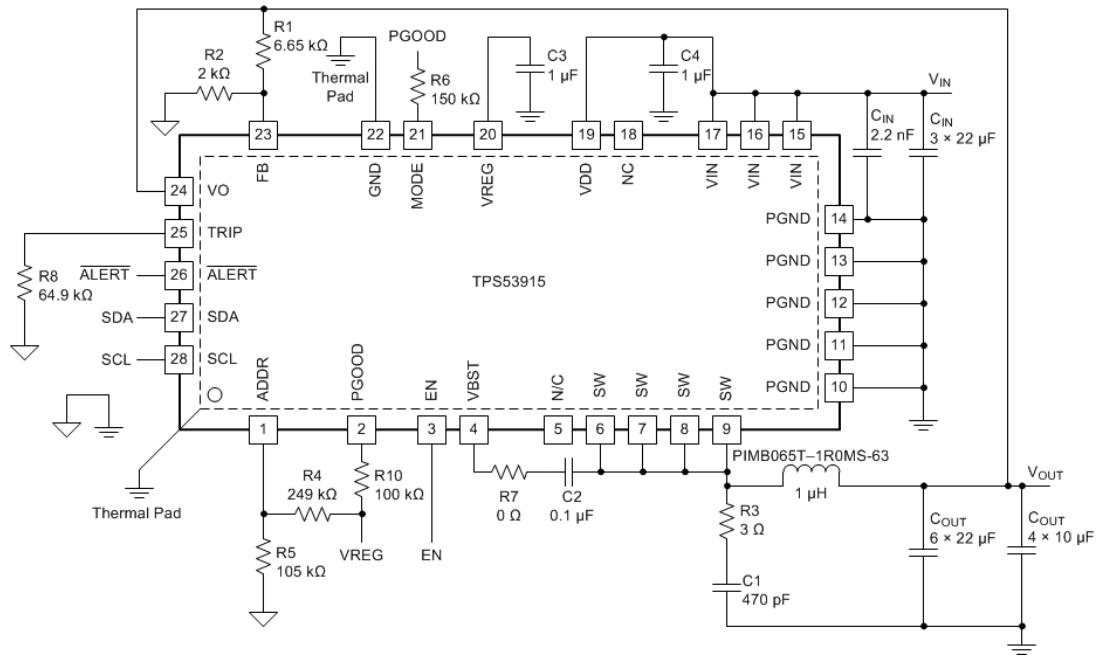 R1
6.65 kΩ
R2
2 kΩ
Thermal
Pad
PGOOD
R6
150 kΩ
C3
1 µF
C4
1 µF
VIN
CIN
2.2 nF
CIN
3 × 22 µF
23
22
21
20
19
18
17
16
15
FB
GND
MODE
VREG
VDD
NC
VIN
VIN
VIN
24
VO
PGND
14
25
TRIP
PGND
13
R8
64.9 kΩ
ALERT
26
ALERT
TPS53915
PGND
12
SDA
27
SDA
PGND
11
SCL
28
SCL
PGND
10
ADDR
PGOOD
EN
VBST
N/C
SW
SW
SW
SW
1
2
3
4
5
6
7
8
9
PIMB065T–1R0MS-63
1 µH
VOUT
Thermal Pad
R4
249 kΩ
R10
100 kΩ
R7
0 Ω
C2
0.1 µF
R3
3 Ω
COUT
6 × 22 µF
COUT
4 × 10 µF
R5
105 kΩ
VREG
EN
C1
470 pF